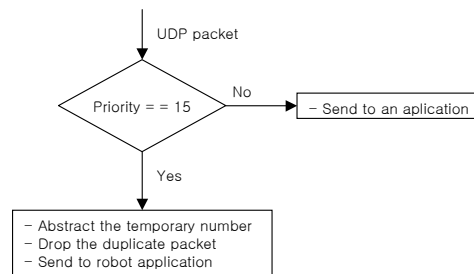 UDP packet
Priority = = 15
No
- Send to an aplication
Yes
- Abstract the temporary number
- Drop the duplicate packet
- Send to robot application